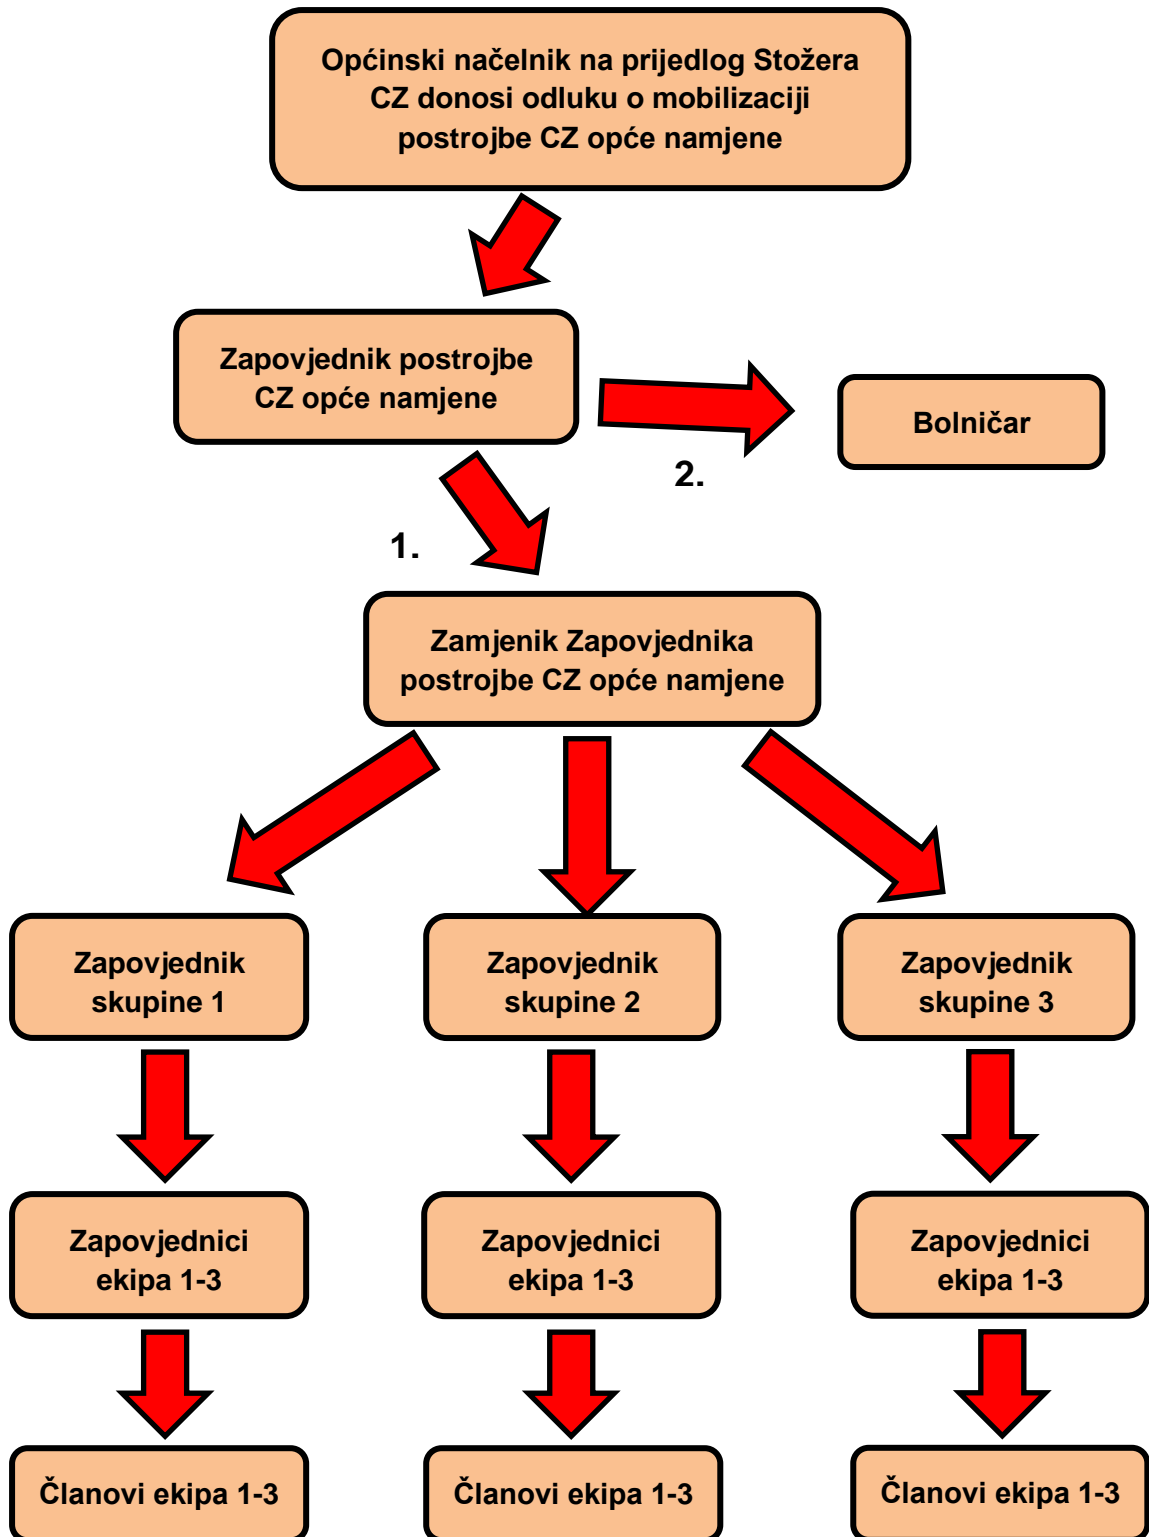 Općinski načelnik na prijedlog Stožera
CZ donosi odluku o mobilizaciji
postrojbe CZ opće namjene
Zapovjednik postrojbe
CZ opće namjene
Bolničar
2.
1.
Zamjenik Zapovjednika
postrojbe CZ opće namjene
Zapovjednik
skupine 1
Zapovjednik
skupine 2
Zapovjednik
skupine 3
Zapovjednici
ekipa 1-3
Zapovjednici
ekipa 1-3
Zapovjednici
ekipa 1-3
Članovi ekipa 1-3
Članovi ekipa 1-3
Članovi ekipa 1-3